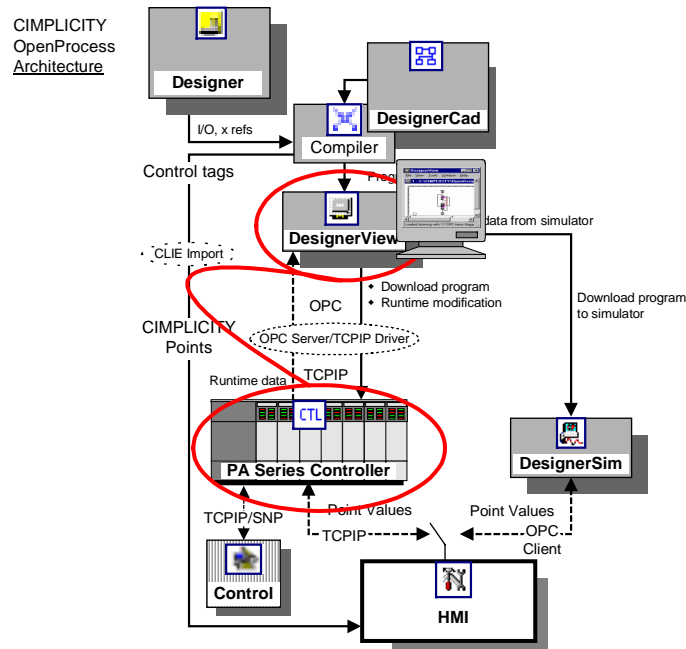 CIMPLICITY
OpenProcess
Architecture
Designer
DesignerCad
I/O, x refs
Compiler
Control tags
DesignerView
data from simulator
CLIE Import
Download program
Runtime modification
OPC
Download program
to simulator
CIMPLICITY
Points
OPC Server/TCPIP Driver
TCPIP
Runtime data
CTL
PA Series Controller
DesignerSim
Point Values
Point Values
TCPIP/SNP
TCPIP
OPC
Client
Control
HMI